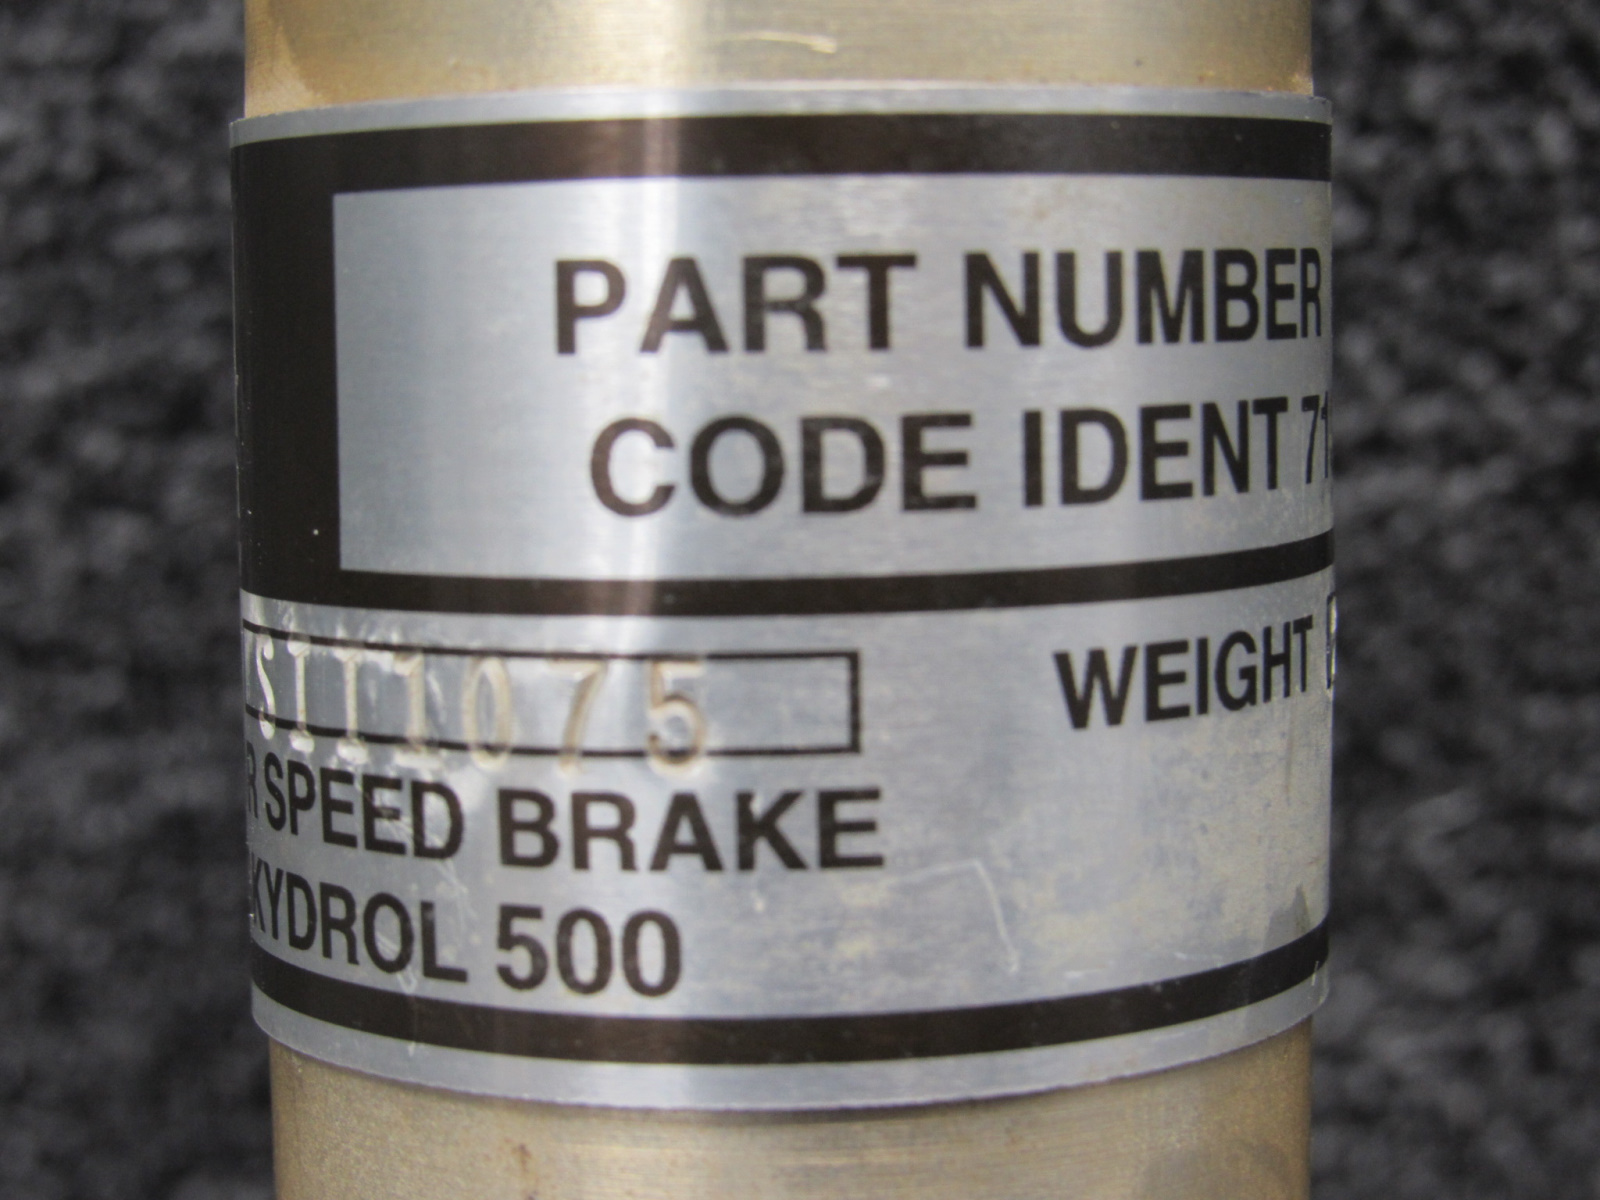 PART NUMBER
CODE IDENT 71
SII1075
WEIGHT
R SPEED BRAKE
KYDROL 500